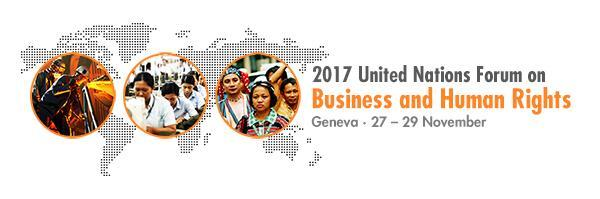 2017 United Nations Forum on
Business and Human Rights
Geneva · 27 – 29 November